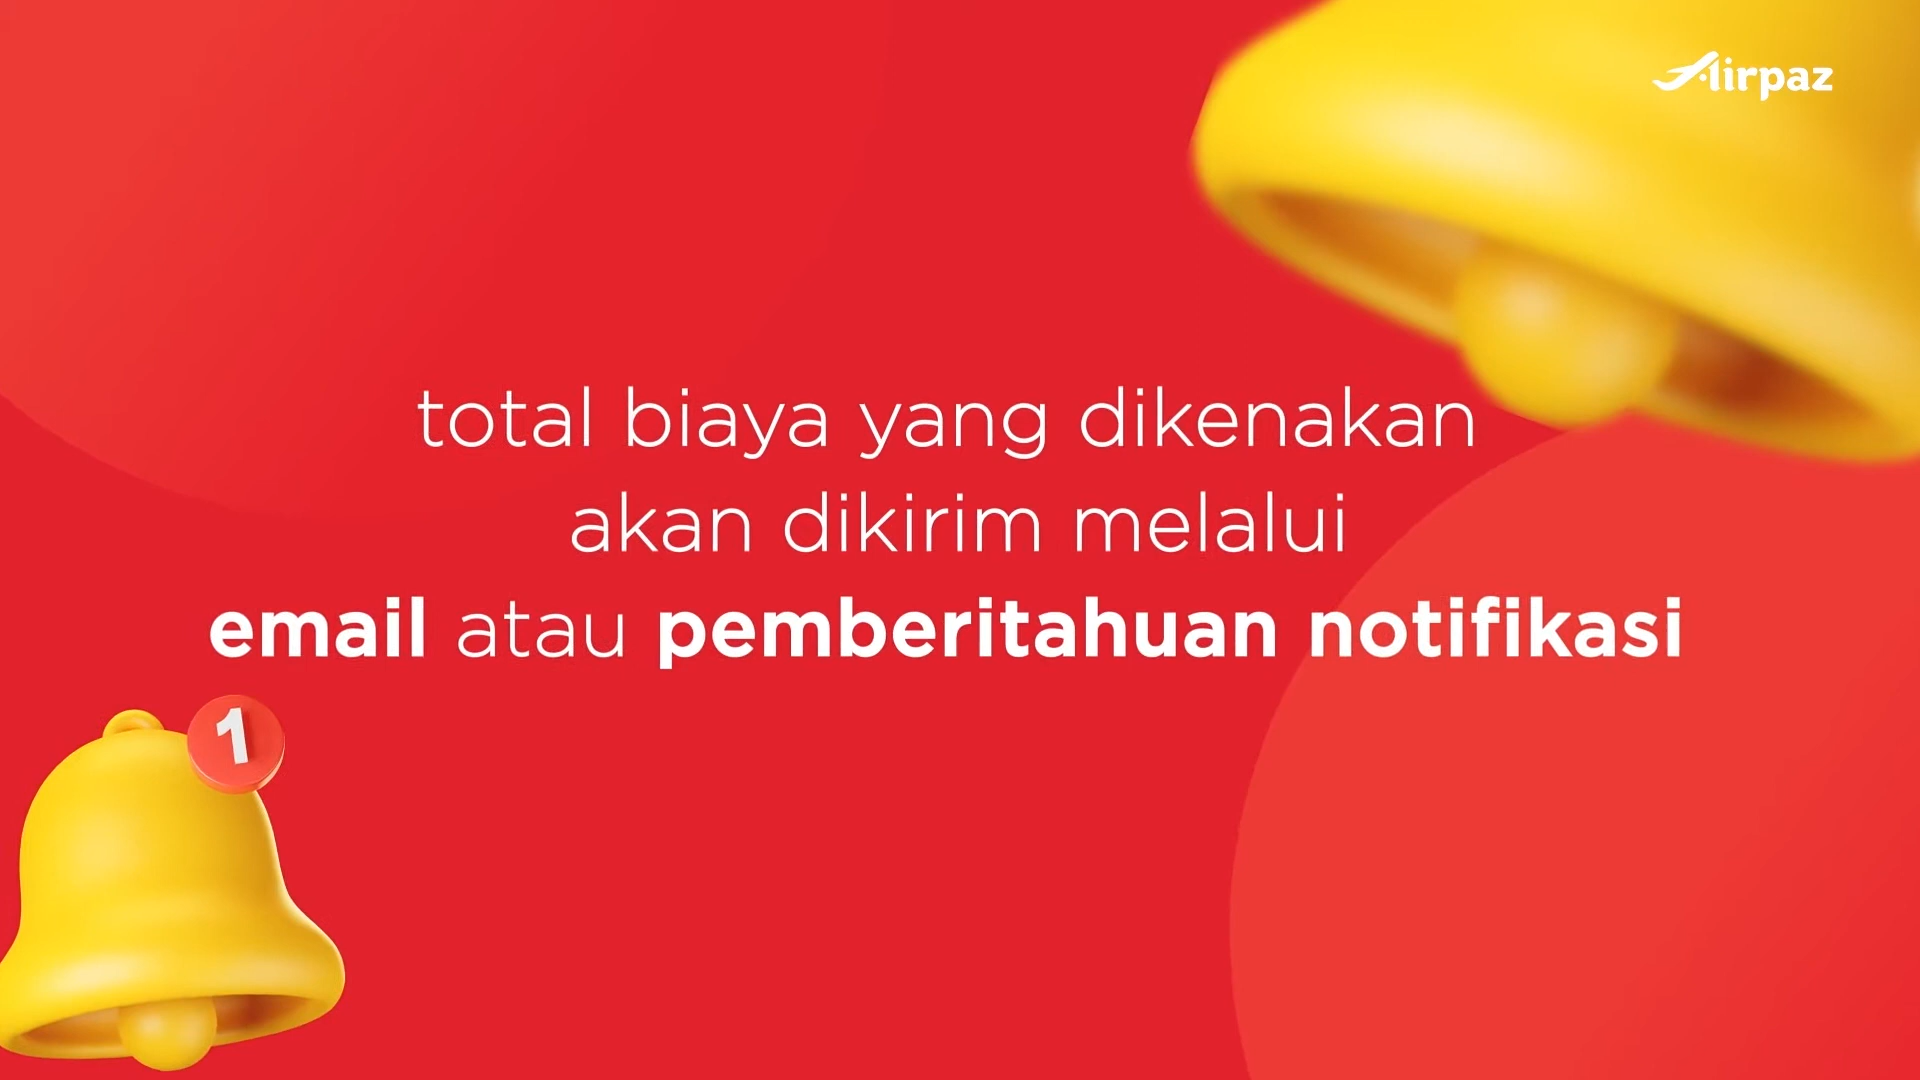 Airpaz
total biaya yang dikenakan
akan dikirim melalui
email atau pemberitahuan notifikasi
1